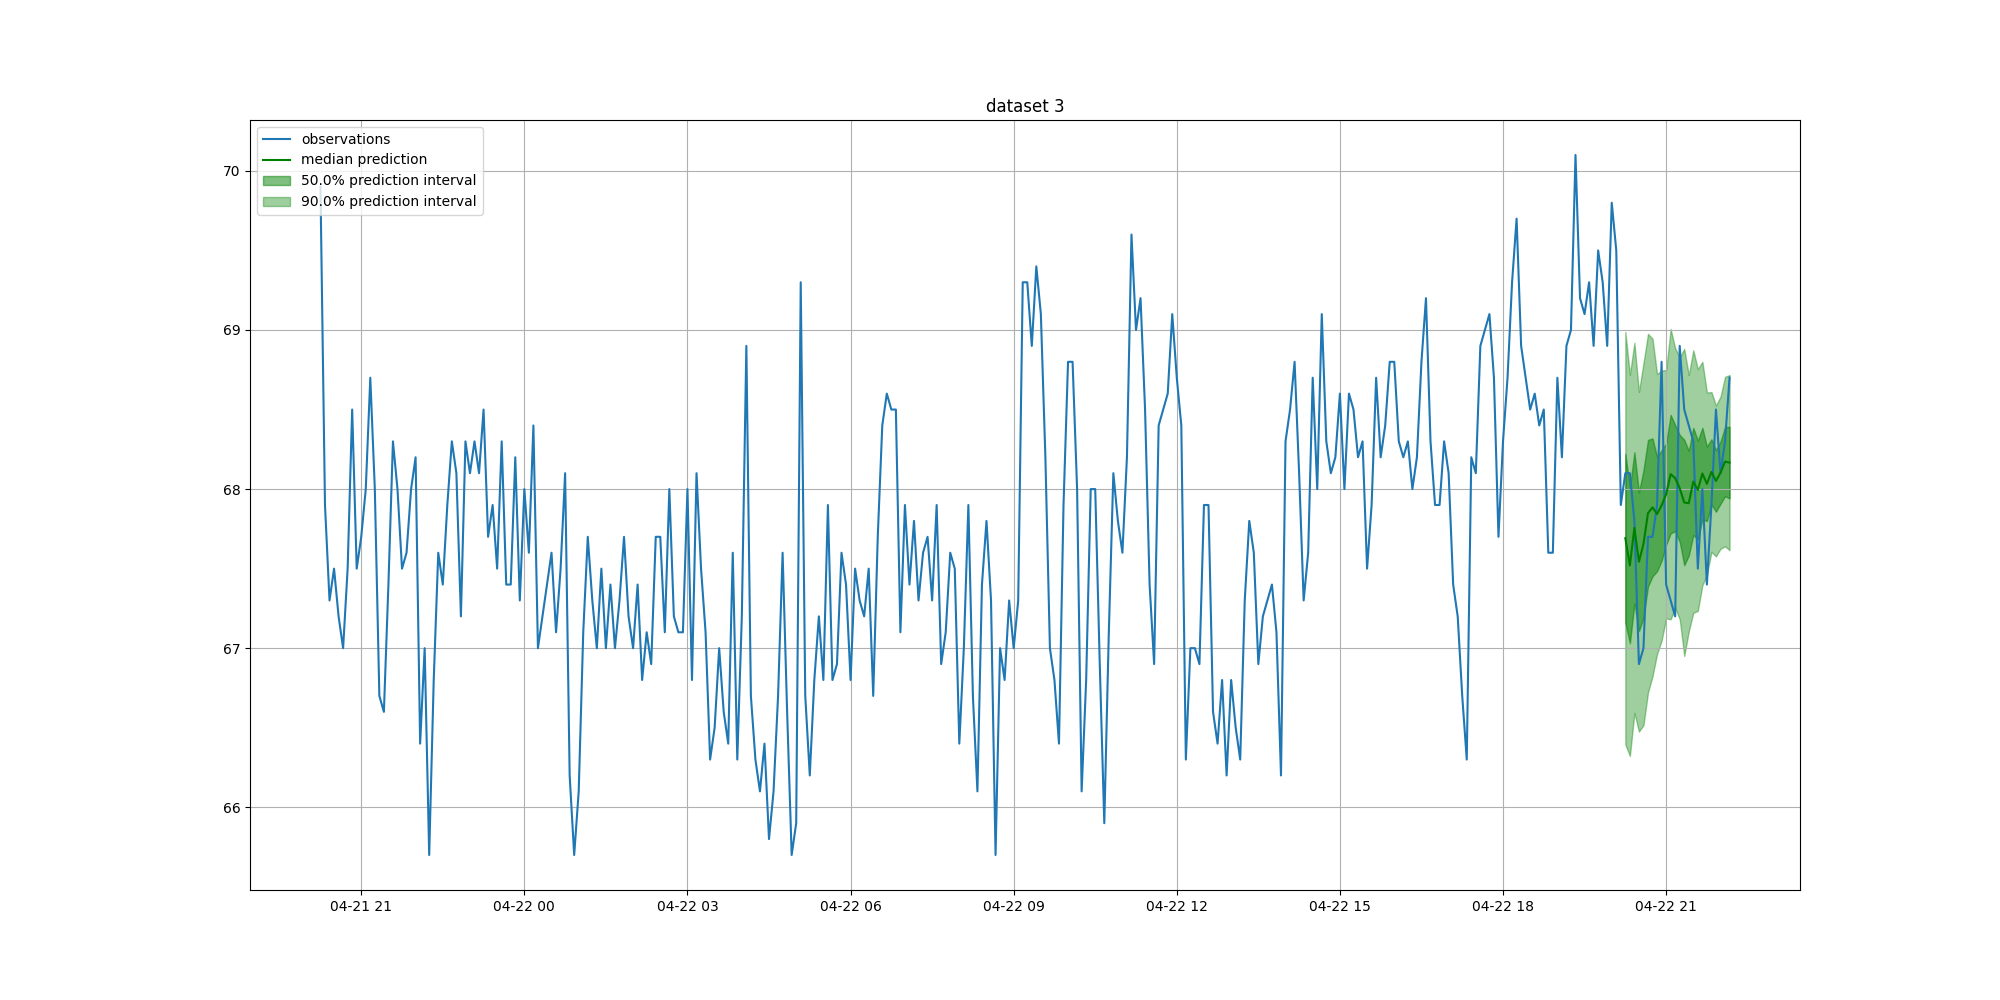 dataset 3
observations
median prediction
50.0% prediction interval
90.0% prediction interval
70
69
68
67
66
04-21 21
04-22 00
04-22 03
04-22 06
04-22 09
04-22 12
04-22 15
04-22 18
04-22 21